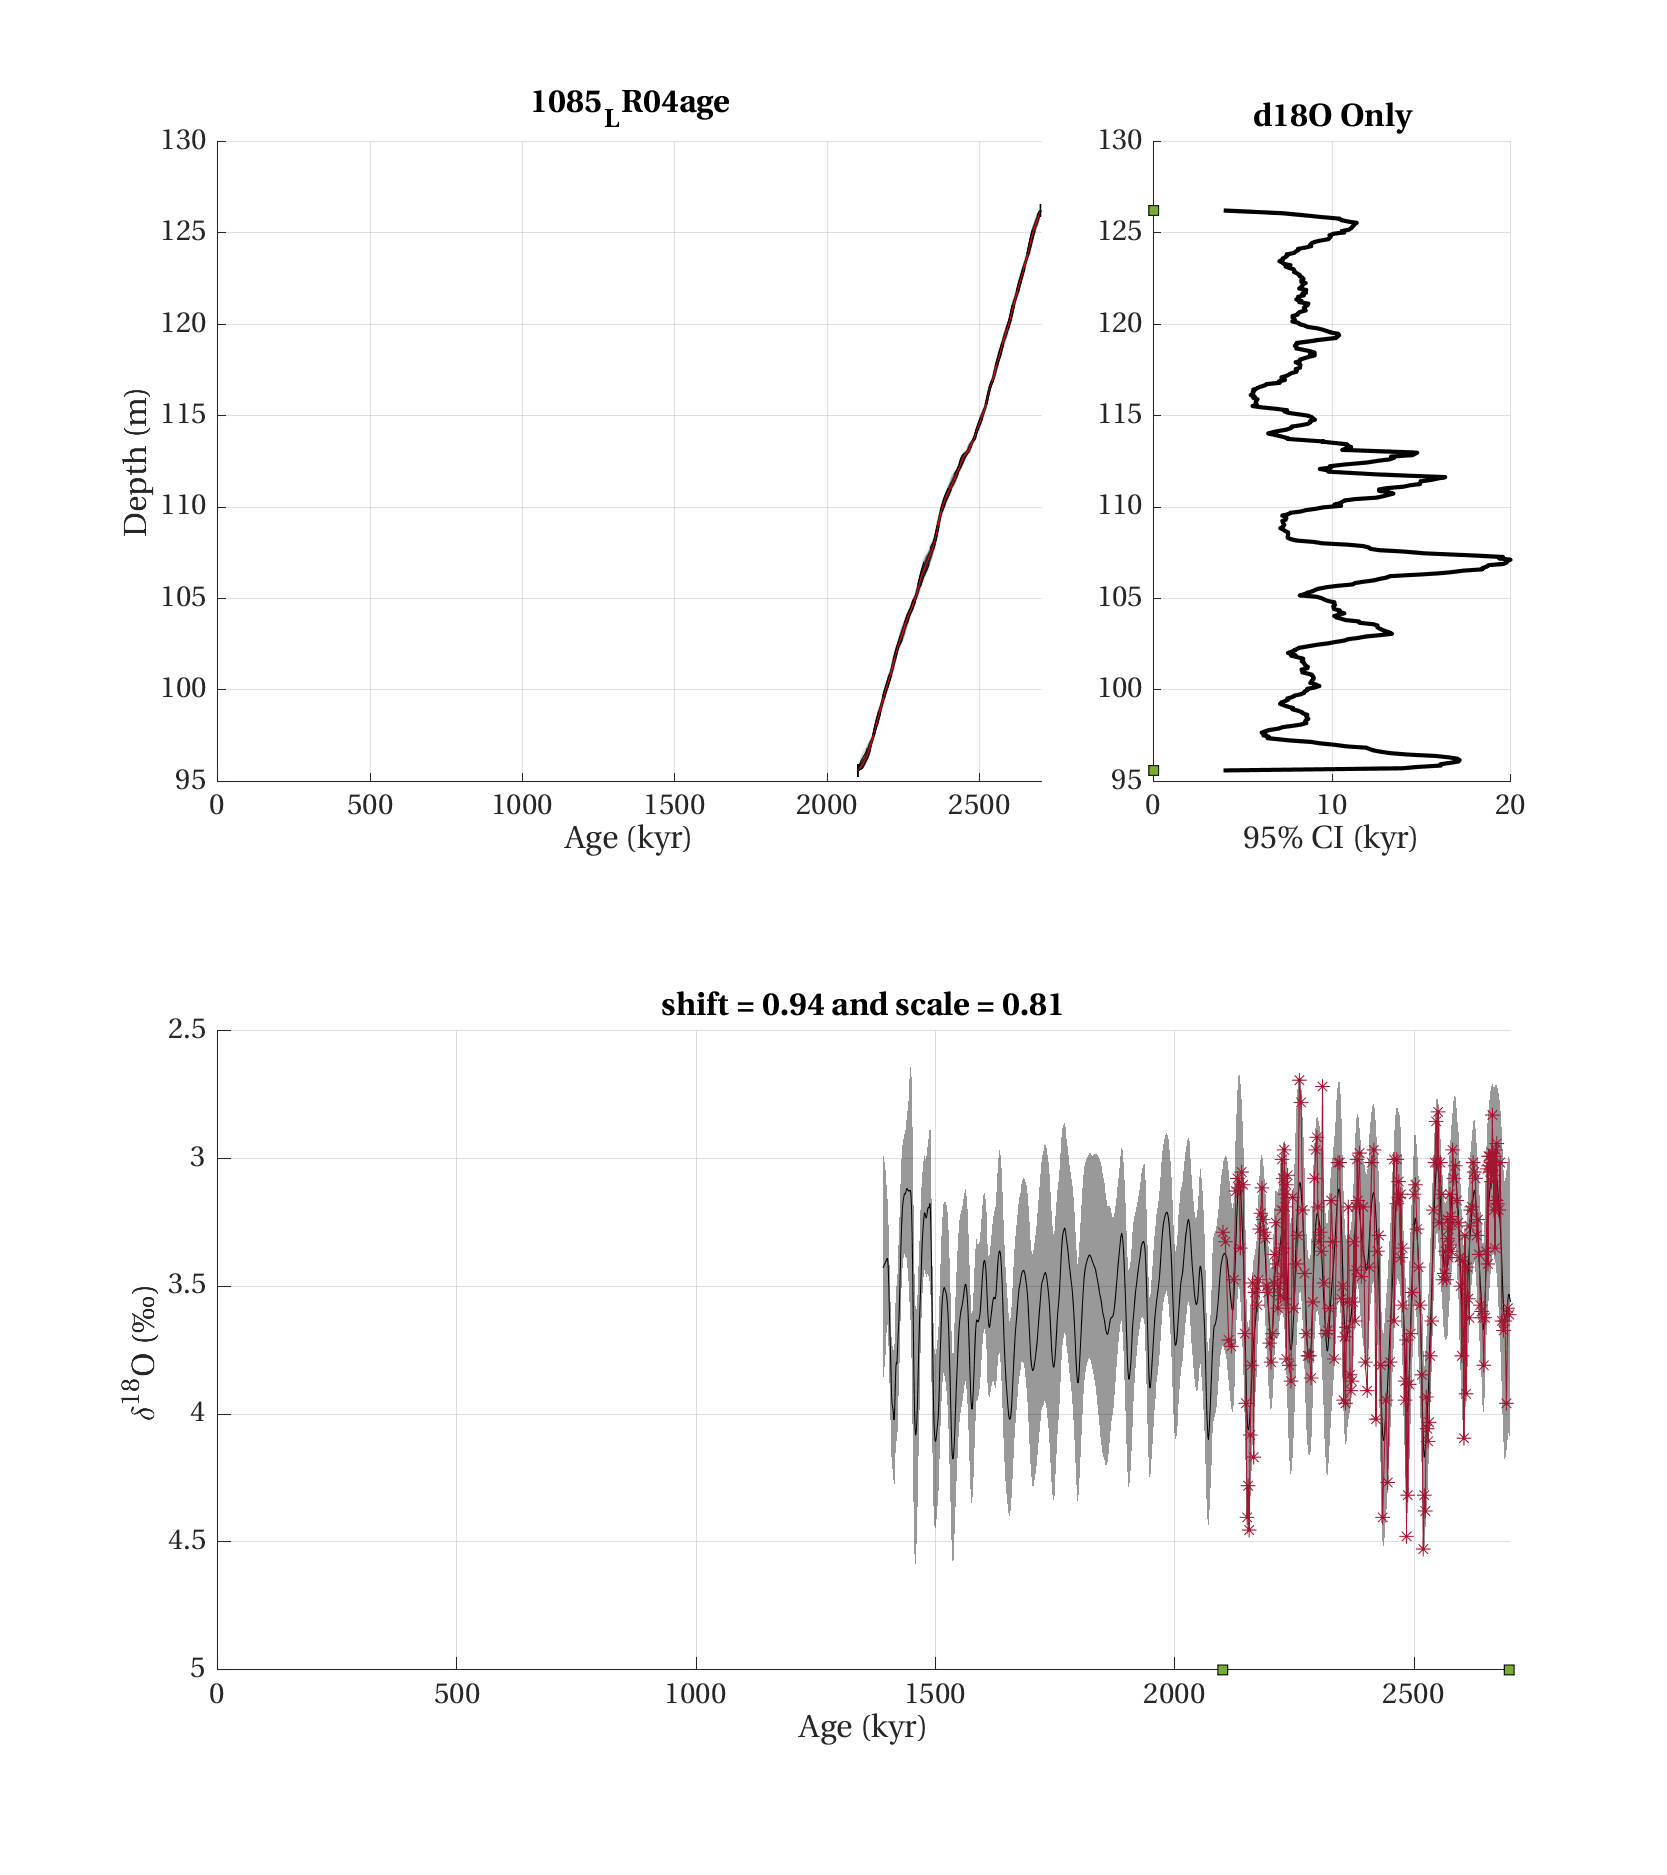 1085_LR04age
130
125
120
115
110
105
100
95
Depth (m)
0 500 1000 1500 2000 2500
Age (kyr)
d18O Only
130
125
120
115
110
105
100
95
0 10 20
95% CI (kyr)
shift = 0.94 and scale = 0.81
2.5
3
3.5
4
4.5
5
δ¹⁸O (‰)
0 500 1000 1500 2000 2500
Age (kyr)